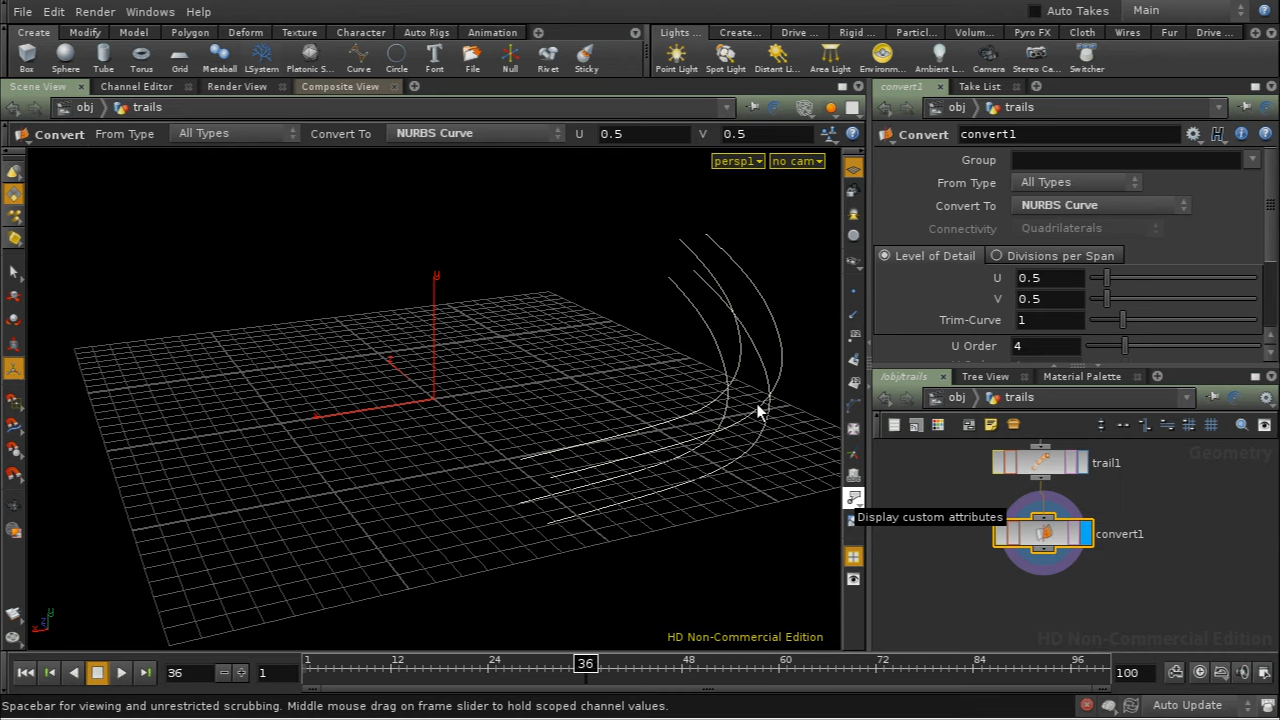 File Edit Render Windows Help Auto Takes Main
Create Modify Model Polygon Deform Texture Character Auto Rigs Animation Lights ... Create... Drive ... Rigid ... Particl... Volum... Pyro FX Cloth Wires Fur Drive ...
Box Sphere Tube Torus Grid Metaball LSystem Platonic S... Curve Circle Font File Null Rivet Sticky Point Light Spot Light Distant Li... Area Light Environm... Ambient L... Camera Stereo Ca... Switcher
Scene View Channel Editor Render View Composite View convert1 Take List
obj trails obj trails
Convert From Type All Types Convert To NURBS Curve U 0.5 V 0.5 Convert convert1
persp1 no cam Group
From Type All Types
Convert To NURBS Curve
Connectivity Quadrilaterals
Level of Detail Divisions per Span
y
U 0.5
V 0.5
Trim-Curve 1
U Order 4
/obj/trails Tree View Material Palette
obj trails
Geometry
trail1
Display custom attributes
convert1
HD Non-Commercial Edition HD Non-Commercial Edition
36 1 1 12 24 36 48 60 72 84 96 100
Spacebar for viewing and unrestricted scrubbing. Middle mouse drag on frame slider to hold scoped channel values. Auto Update